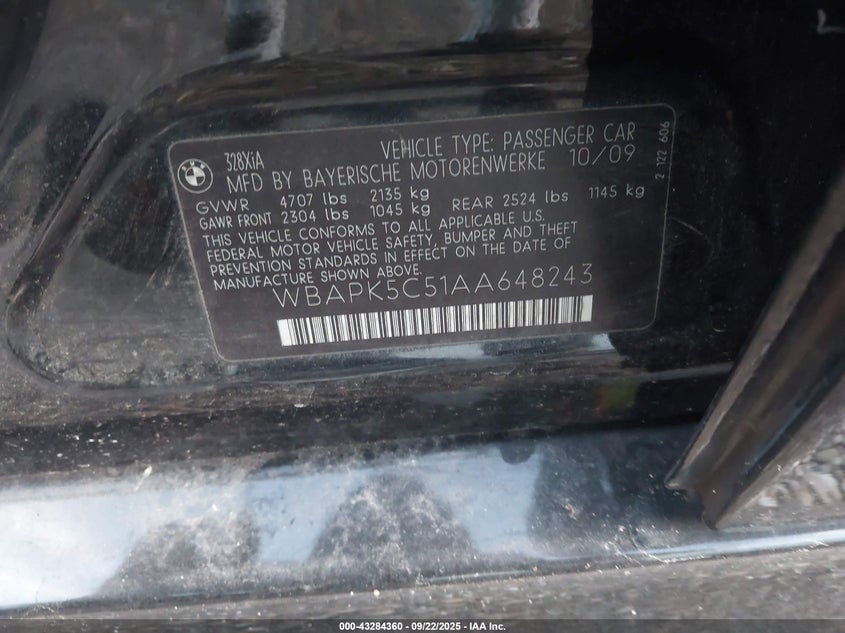 BMW
328XiA
VEHICLE TYPE: PASSENGER CAR
MFD BY BAYERISCHE MOTORENWERKE 10/09
GVWR 4707 lbs 2135 kg
GAWR FRONT 2304 lbs 1045 kg REAR 2524 lbs 1145 kg
THIS VEHICLE CONFORMS TO ALL APPLICABLE U.S.
FEDERAL MOTOR VEHICLE SAFETY, BUMPER AND THEFT
PREVENTION STANDARDS IN EFFECT ON THE DATE OF
MANUFACTURE SHOWN ABOVE.
WBAPK5C51AA648243
2 122 606
000-43284360 - 09/22/2025 - IAA Inc.